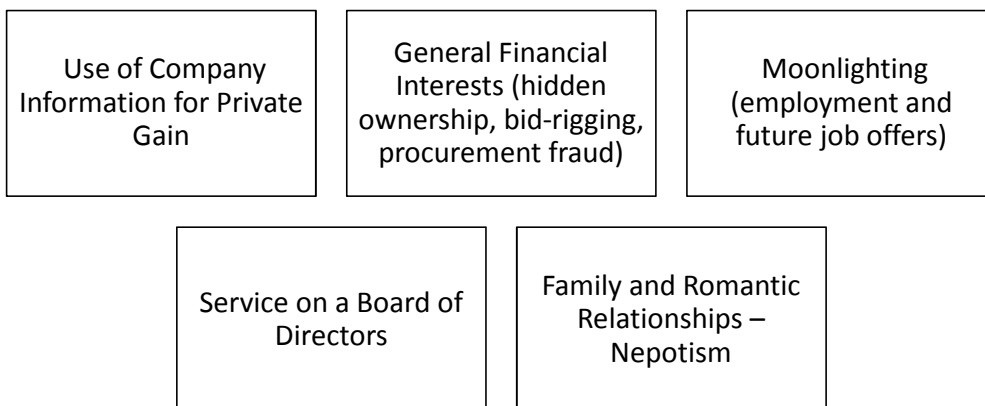 Use of Company
Information for Private
Gain
General Financial
Interests (hidden
ownership, bid-rigging,
procurement fraud)
Moonlighting
(employment and
future job offers)
Service on a Board of
Directors
Family and Romantic
Relationships –
Nepotism